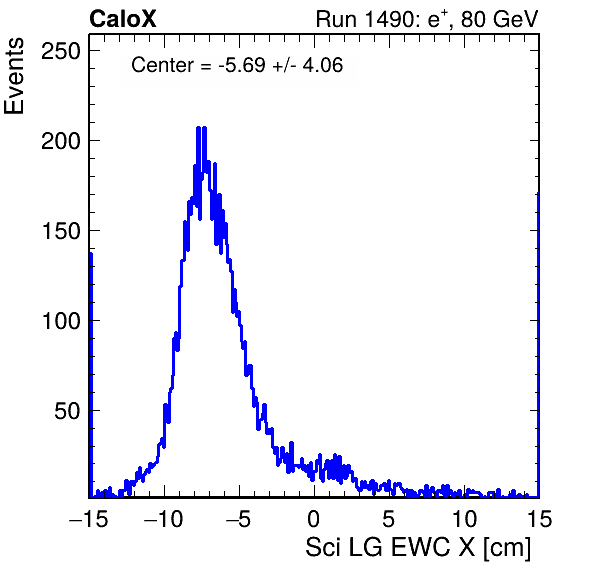 CaloX Run 1490: e⁺, 80 GeV
Center = -5.69 +/- 4.06
Events
250
200
150
100
50
−15 −10 −5 0 5 10 15
Sci LG EWC X [cm]